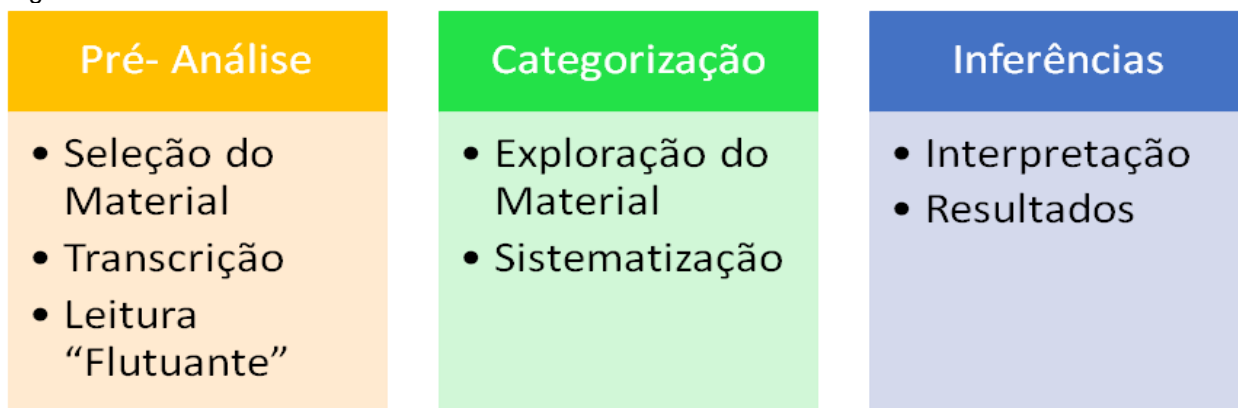 Pré- Análise
• Seleção do
Material
• Transcrição
• Leitura
“Flutuante”
Categorização
• Exploração do
Material
• Sistematização
Inferências
• Interpretação
• Resultados